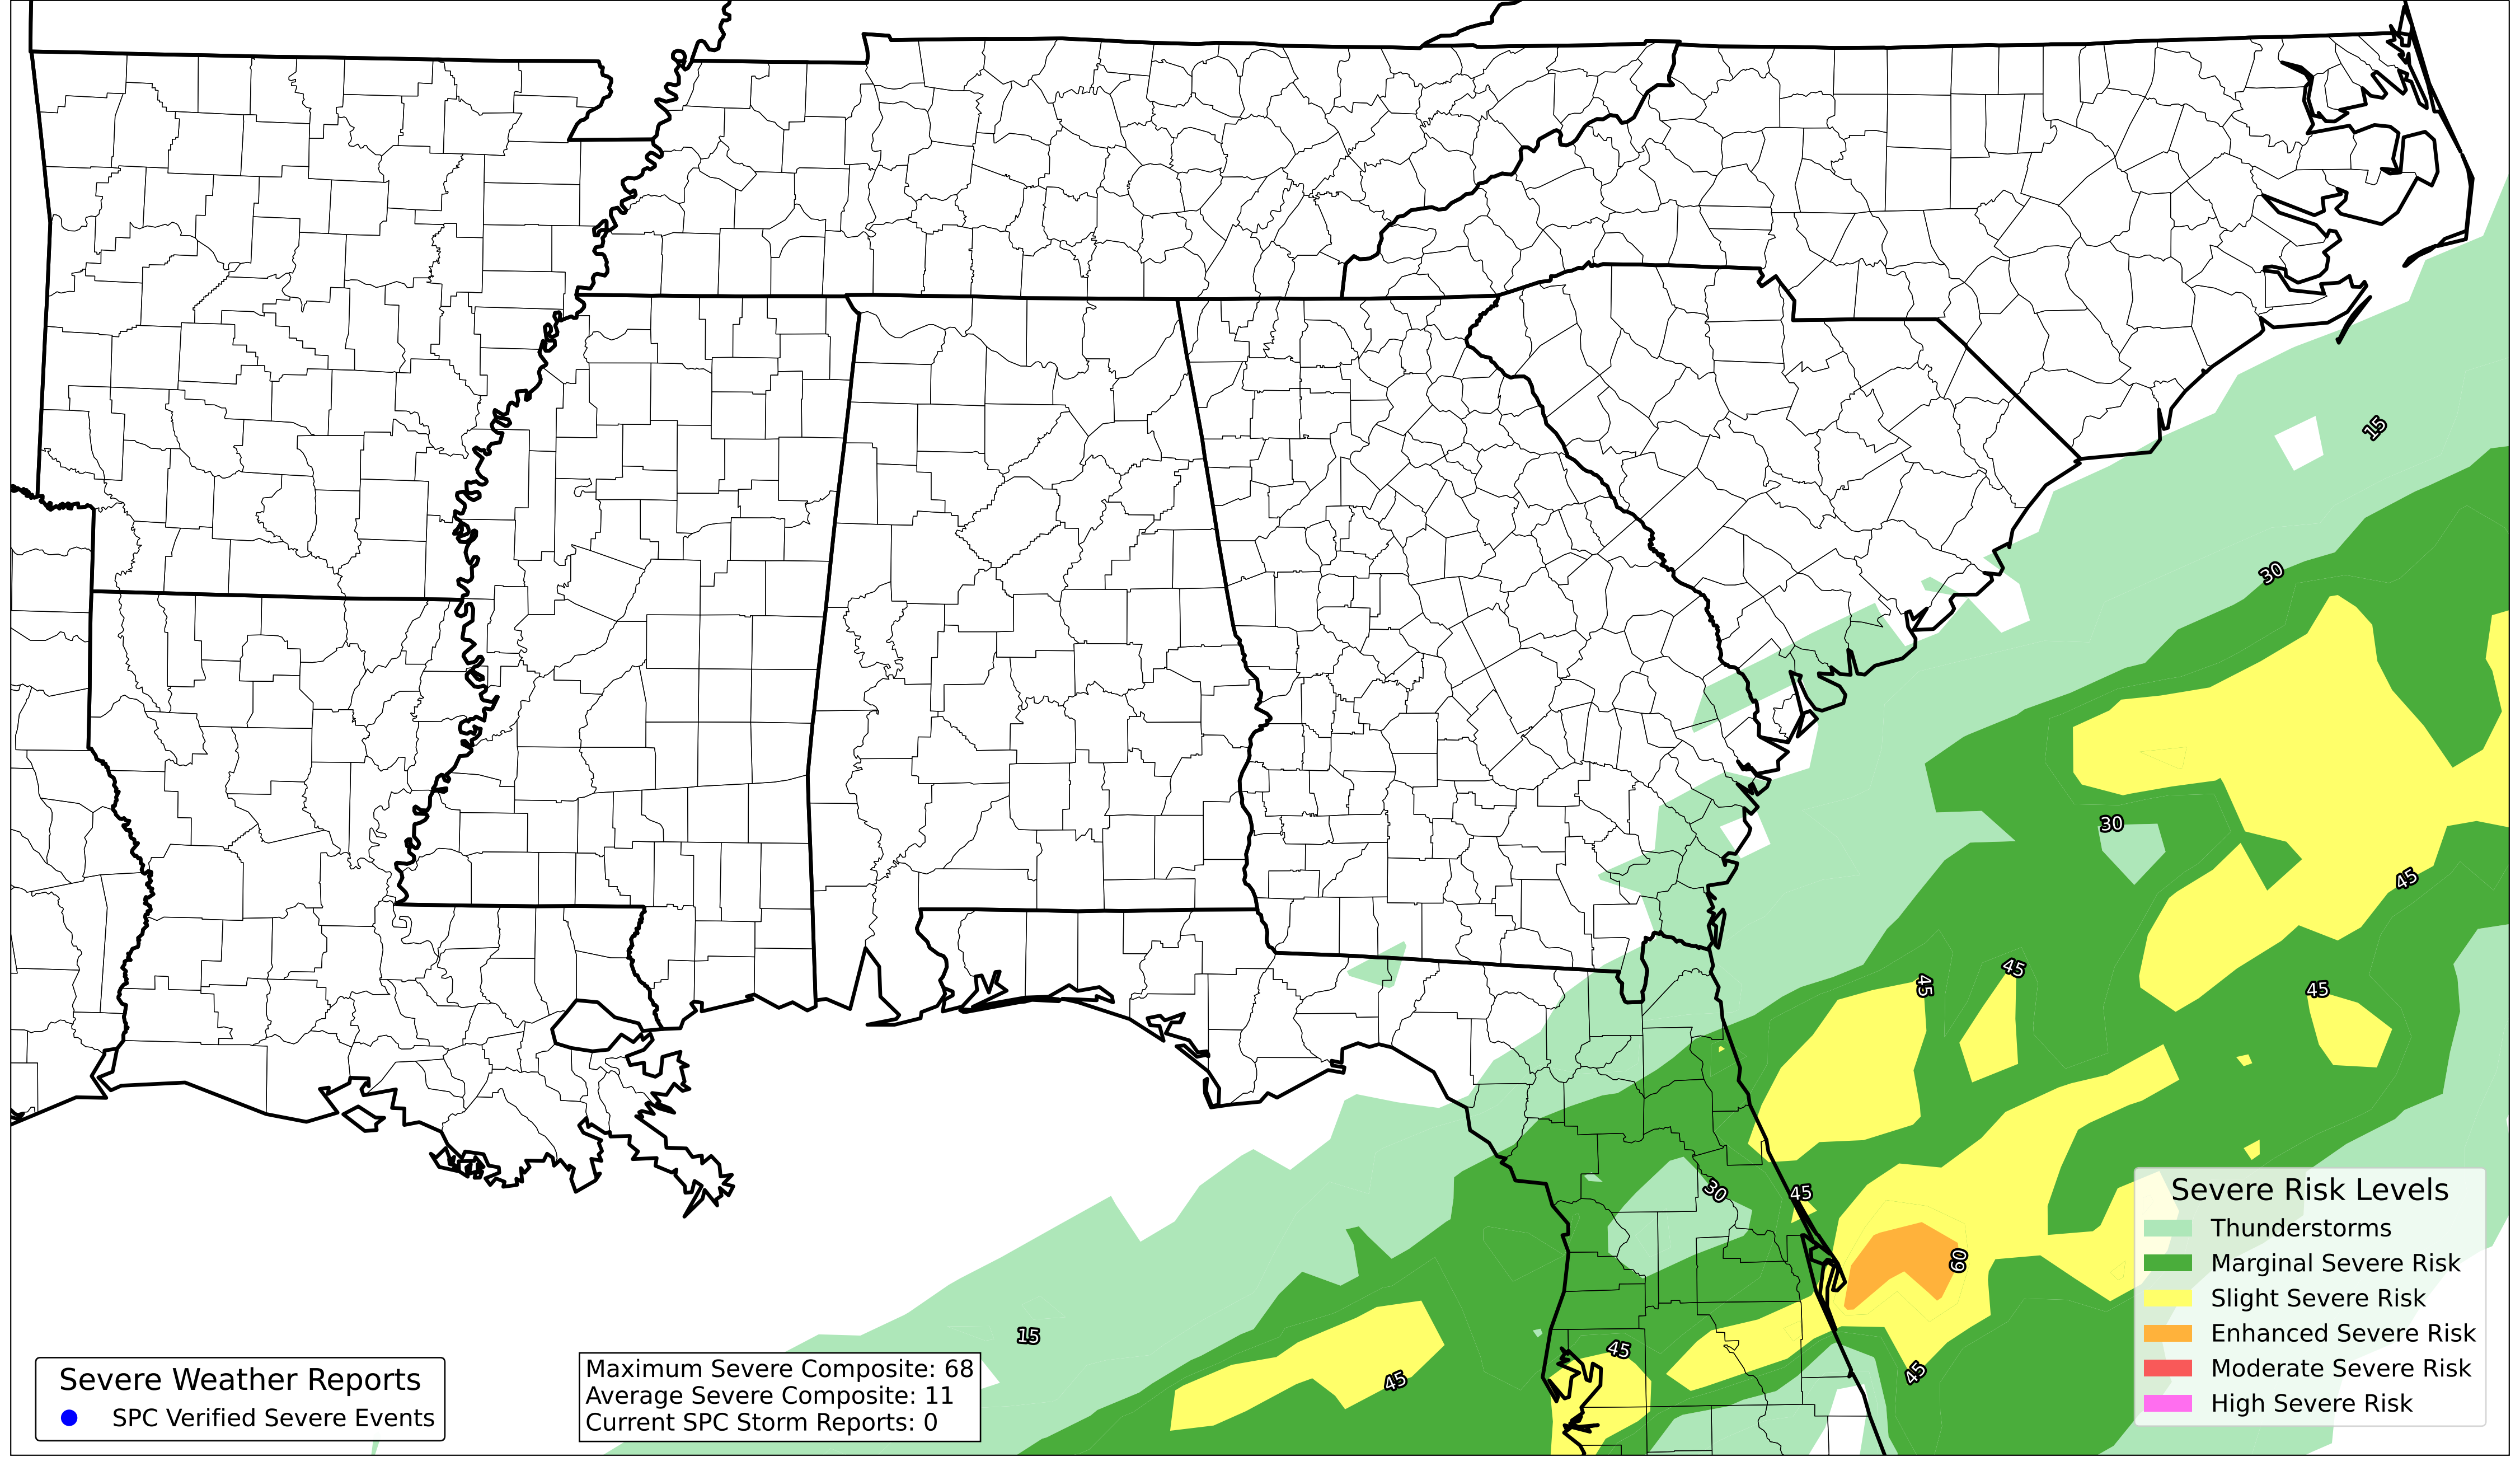 15
30
30
45
45
45
45
30
45
60
15
45
45
45
Severe Risk Levels
Thunderstorms
Marginal Severe Risk
Slight Severe Risk
Enhanced Severe Risk
Moderate Severe Risk
High Severe Risk
Severe Weather Reports
SPC Verified Severe Events
Maximum Severe Composite: 68
Average Severe Composite: 11
Current SPC Storm Reports: 0